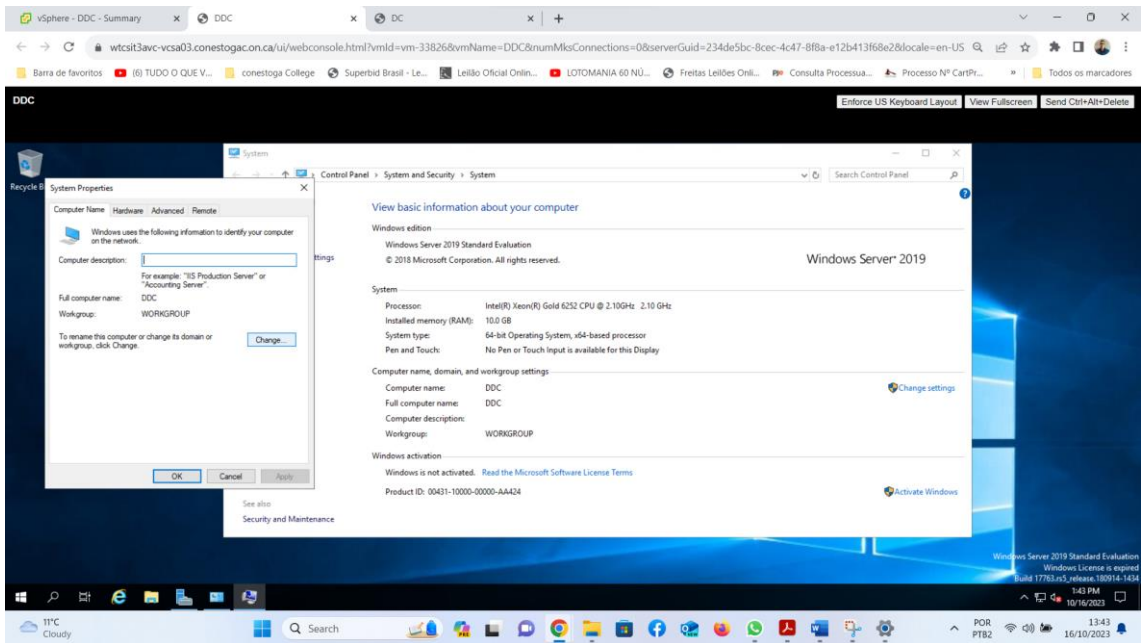 vSphere - DDC - Summary
DDC
DC
wtcsit3avc-vcsa03.conestogac.on.ca/ui/webconsole.html?vmId=vm-33826&vmName=DDC&numMksConnections=0&serverGuid=234de5bc-8cec-4c47-8f8a-e12b413f68e2&locale=en-US
Barra de favoritos
(6) TUDO O QUE V...
conestoga College
Superbid Brasil - Le...
Leilão Oficial Onlin...
LOTOMANIA 60 NÚ...
Freitas Leilões Onli...
Consulta Processua...
Processo Nº CartPr...
Todos os marcadores
DDC
Enforce US Keyboard Layout
View Fullscreen
Send Ctrl+Alt+Delete
Recycle B
System
Control Panel > System and Security > System
Search Control Panel
System Properties
Computer Name Hardware Advanced Remote
Windows uses the following information to identify your computer
on the network.
Computer description:
For example: "IIS Production Server" or
"Accounting Server".
Full computer name: DDC
Workgroup: WORKGROUP
To rename this computer or change its domain or
workgroup, click Change.
Change...
OK Cancel Apply
ttings
View basic information about your computer
Windows edition
Windows Server 2019 Standard Evaluation
© 2018 Microsoft Corporation. All rights reserved.
Windows Server® 2019
System
Processor: Intel(R) Xeon(R) Gold 6252 CPU @ 2.10GHz 2.10 GHz
Installed memory (RAM): 10.0 GB
System type: 64-bit Operating System, x64-based processor
Pen and Touch: No Pen or Touch Input is available for this Display
Computer name, domain, and workgroup settings
Computer name: DDC
Change settings
Full computer name: DDC
Computer description:
Workgroup: WORKGROUP
Windows activation
Windows is not activated. Read the Microsoft Software License Terms
Product ID: 00431-10000-00000-AA424
Activate Windows
See also
Security and Maintenance
Windows Server 2019 Standard Evaluation
Windows License is expired
Build 17763.rs5_release.180914-1434
1:43 PM
10/16/2023
11°C
Cloudy
Search
POR
PTB2
13:43
16/10/2023